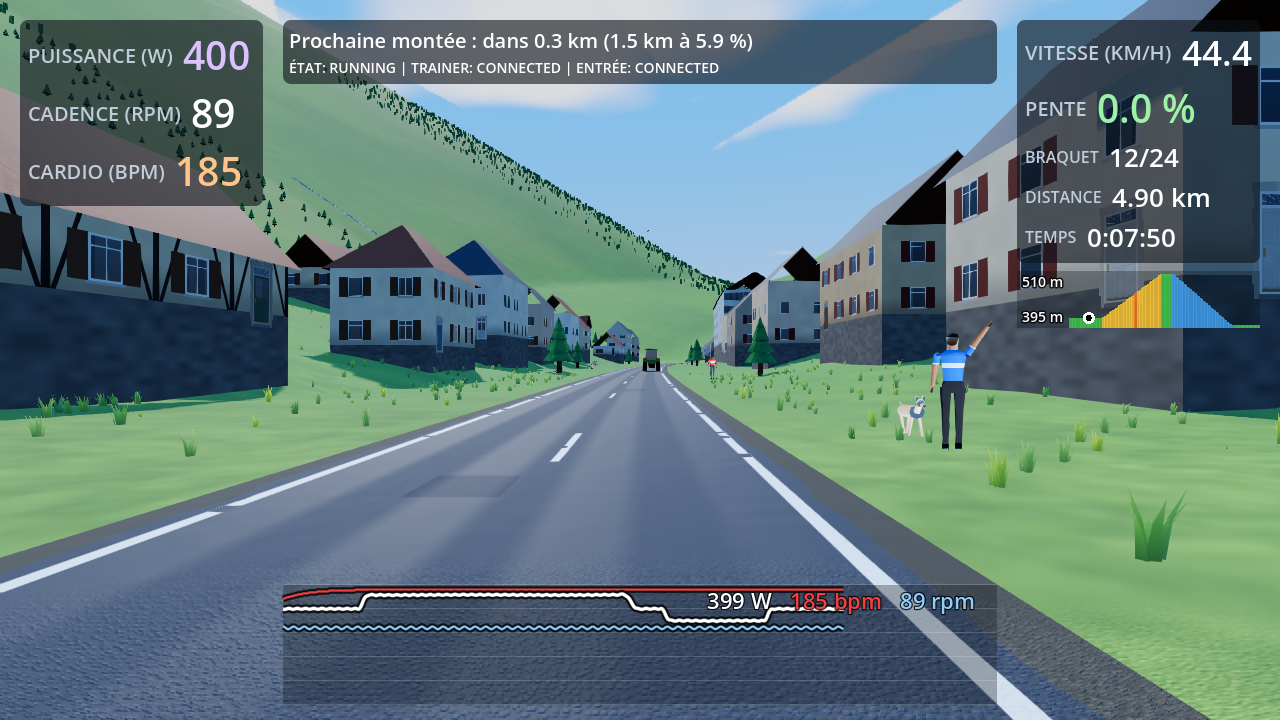 PUISSANCE (W) 400
CADENCE (RPM) 89
CARDIO (BPM) 185
Prochaine montée : dans 0.3 km (1.5 km à 5.9 %)
ÉTAT: RUNNING | TRAINER: CONNECTED | ENTRÉE: CONNECTED
VITESSE (KM/H) 44.4
PENTE 0.0 %
BRAQUET 12/24
DISTANCE 4.90 km
TEMPS 0:07:50
510 m
395 m
399 W 185 bpm 89 rpm